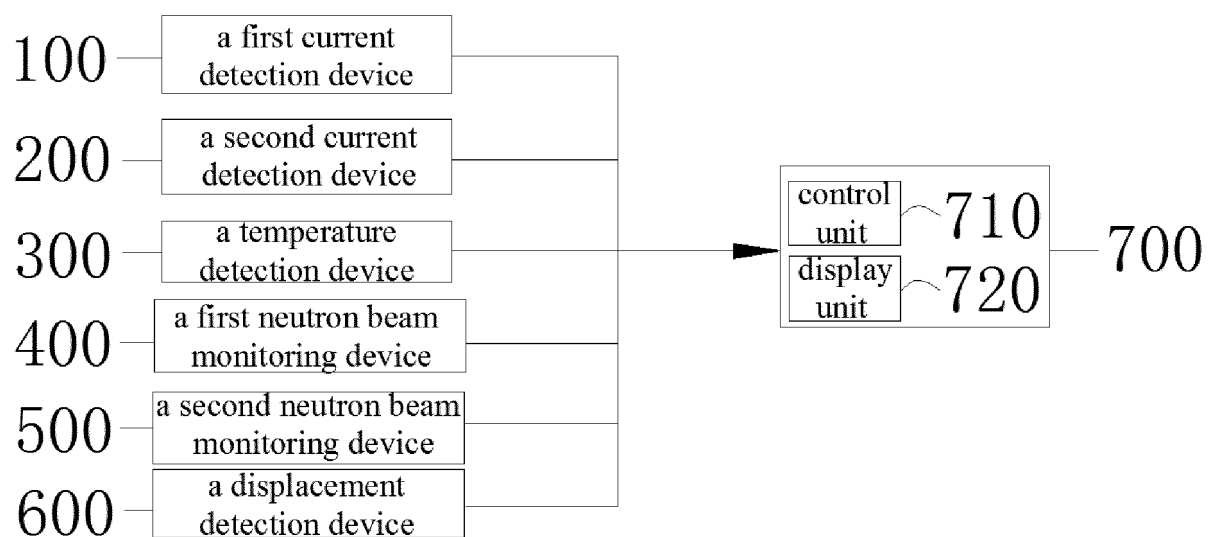 100
a first current
detection device
200
a second current
detection device
300
a temperature
detection device
400
a first neutron beam
monitoring device
500
a second neutron beam
monitoring device
600
a displacement
detection device
control
unit
710
display
unit
720
700